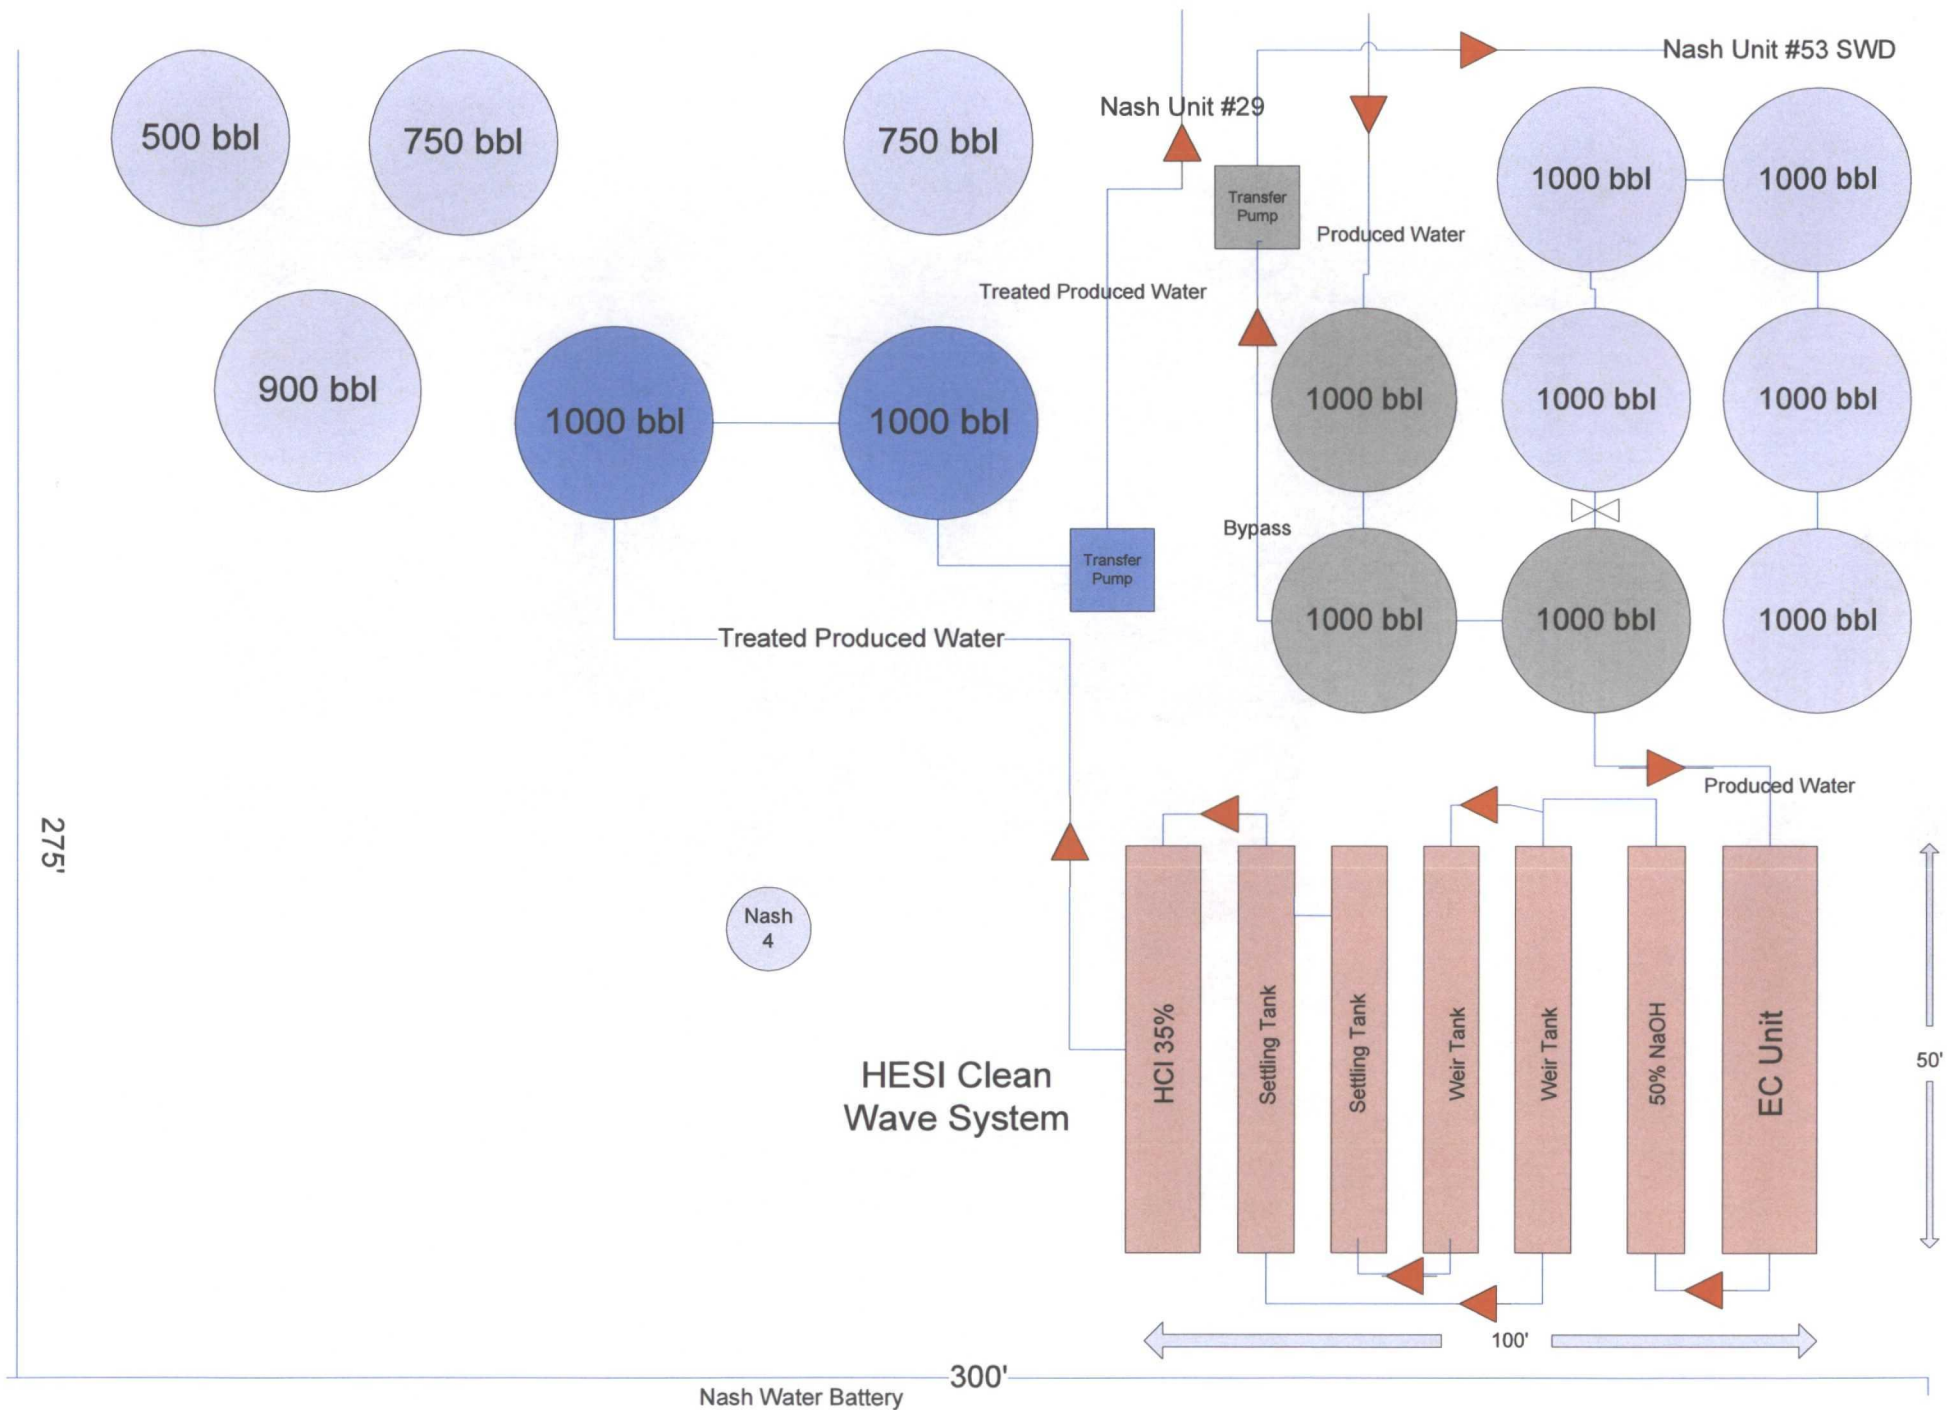 Nash Unit #53 SWD
Nash Unit #29
500 bbl
750 bbl
750 bbl
1000 bbl
1000 bbl
Transfer
Pump
Produced Water
Treated Produced Water
900 bbl
1000 bbl
1000 bbl
1000 bbl
1000 bbl
1000 bbl
Bypass
Transfer
Pump
1000 bbl
1000 bbl
1000 bbl
Treated Produced Water
Produced Water
275'
Nash
4
HESI Clean
Wave System
HCl 35%
Settling Tank
Settling Tank
Weir Tank
Weir Tank
50% NaOH
EC Unit
50'
100'
300'
Nash Water Battery